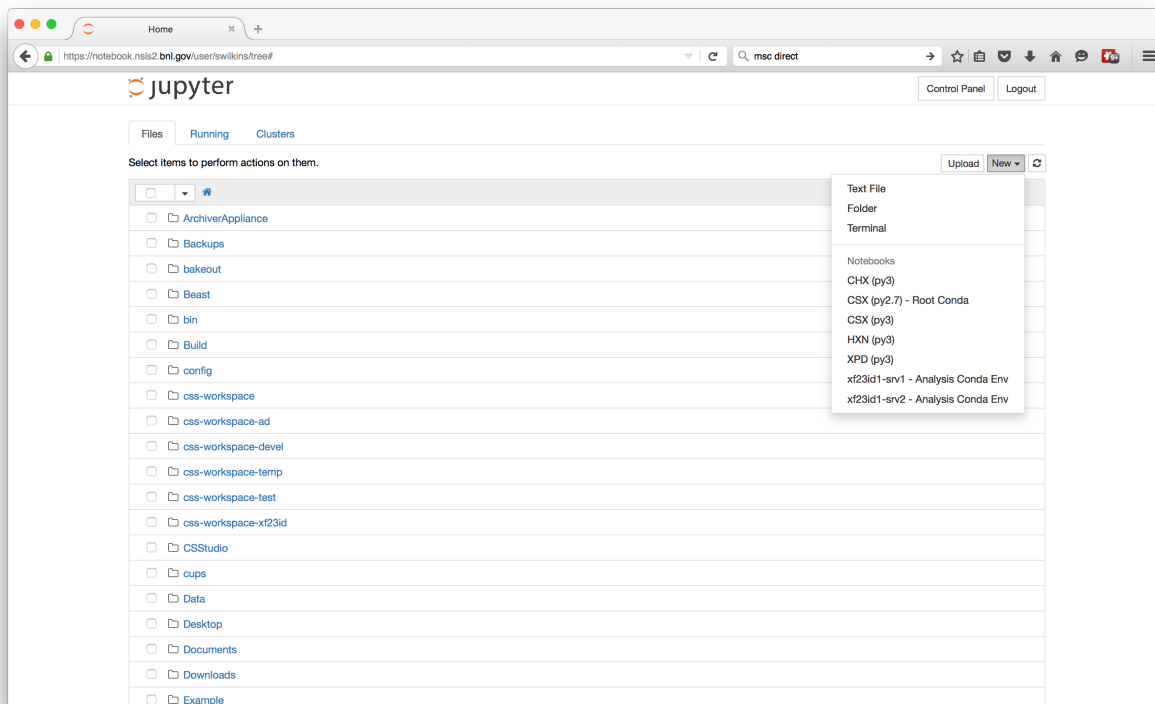 Home
https://notebook.nsls2.bnl.gov/user/swilkins/tree#
msc direct
jupyter
Control Panel
Logout
Files
Running
Clusters
Select items to perform actions on them.
Upload
New
Text File
Folder
Terminal
Notebooks
CHX (py3)
CSX (py2.7) - Root Conda
CSX (py3)
HXN (py3)
XPD (py3)
xf23id1-srv1 - Analysis Conda Env
xf23id1-srv2 - Analysis Conda Env
ArchiverAppliance
Backups
bakeout
Beast
bin
Build
config
css-workspace
css-workspace-ad
css-workspace-devel
css-workspace-temp
css-workspace-test
css-workspace-xf23id
CSStudio
cups
Data
Desktop
Documents
Downloads
Example